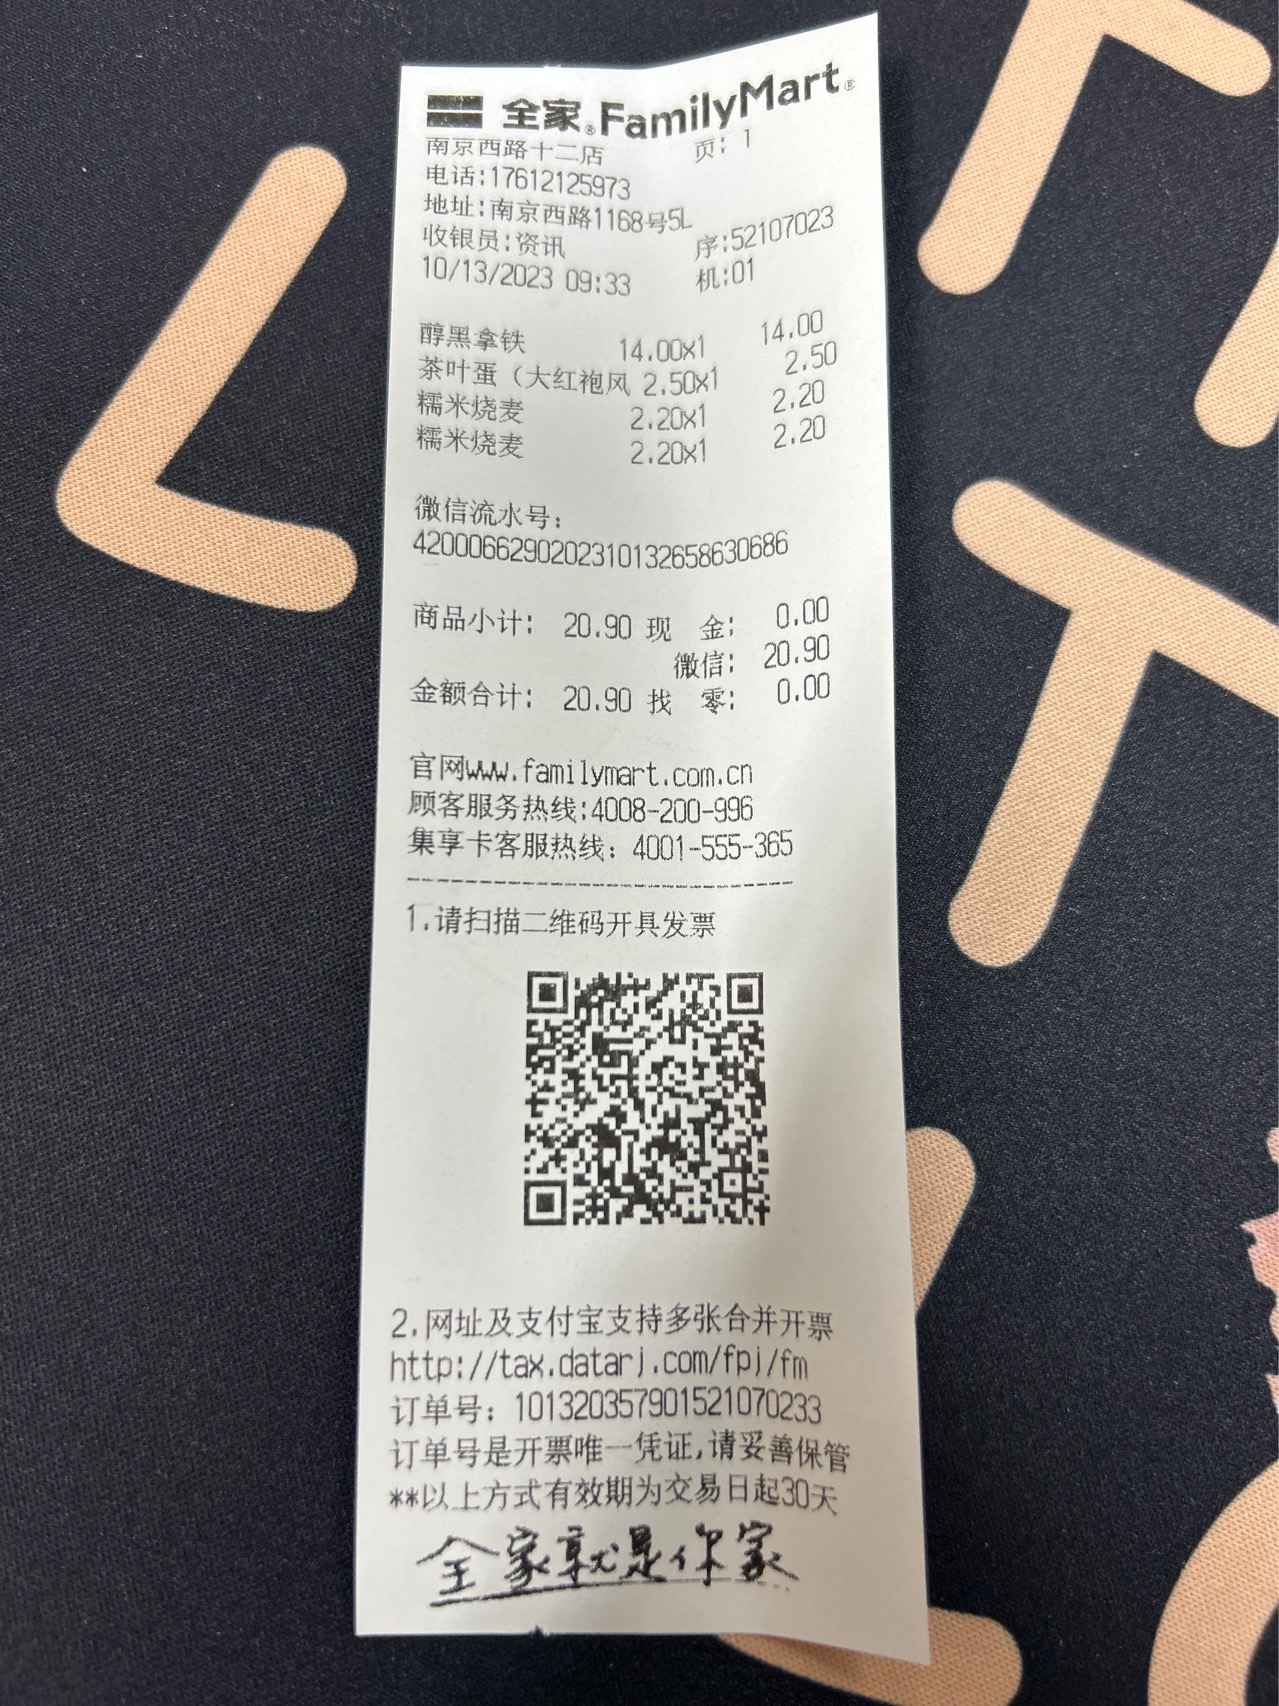 全家® FamilyMart®
南京西路十二店 页: 1
电话:17612125973
地址:南京西路1168号5L
收银员:资讯 序:52107023
10/13/2023 09:33 机:01
醇黑拿铁 14.00x1 14.00
茶叶蛋（大红袍风 2.50x1 2.50
糯米烧麦 2.20x1 2.20
糯米烧麦 2.20x1 2.20
微信流水号:
4200066290202310132658630686
商品小计: 20.90 现 金: 0.00
微信: 20.90
金额合计: 20.90 找 零: 0.00
官网www.familymart.com.cn
顾客服务热线:4008-200-996
集享卡客服热线: 4001-555-365
1.请扫描二维码开具发票
2.网址及支付宝支持多张合并开票
http://tax.datarj.com/fpj/fm
订单号: 1013203579015210​70233
订单号是开票唯一凭证,请妥善保管
**以上方式有效期为交易日起30天
全家就是你家